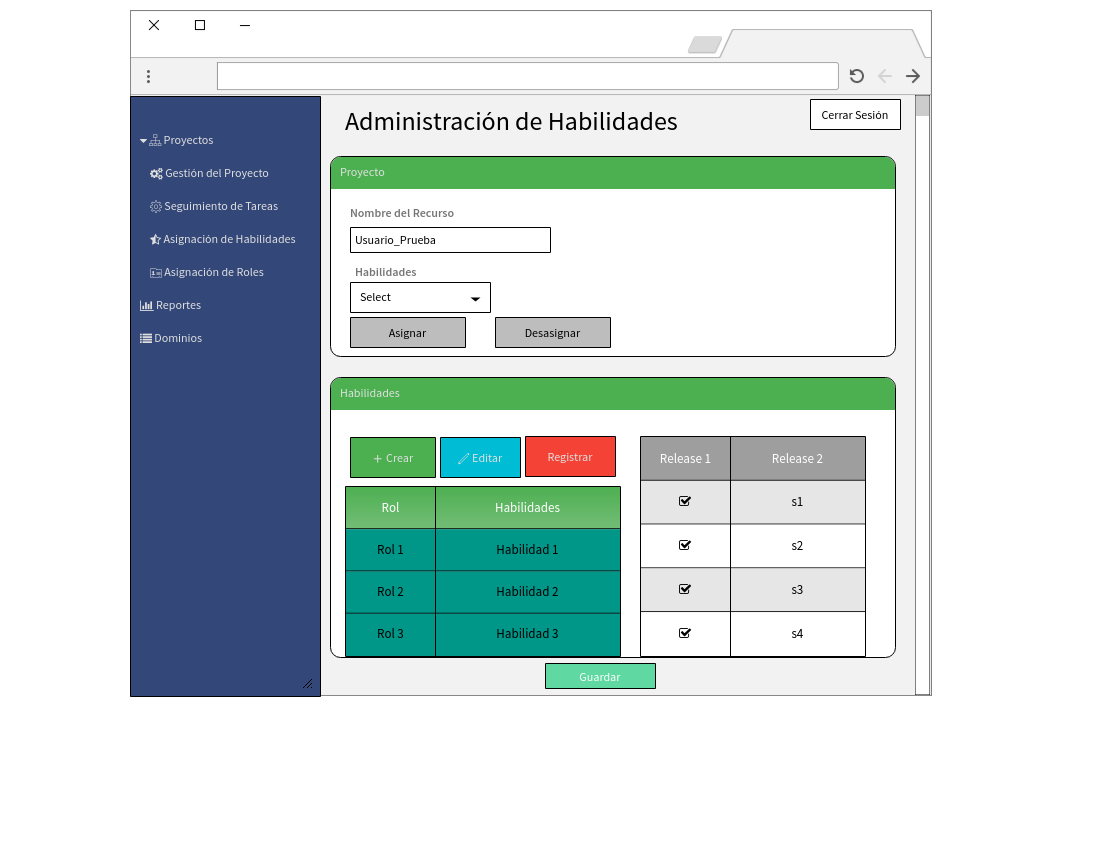 Administración de Habilidades
Cerrar Sesión
Proyectos
Gestión del Proyecto
Seguimiento de Tareas
Asignación de Habilidades
Asignación de Roles
Reportes
Dominios
Proyecto
Nombre del Recurso
Usuario_Prueba
Habilidades
Select
Asignar Desasignar
Habilidades
+ Crear Editar Registrar
Rol Habilidades
Rol 1 Habilidad 1
Rol 2 Habilidad 2
Rol 3 Habilidad 3
Release 1 Release 2
s1
s2
s3
s4
Guardar